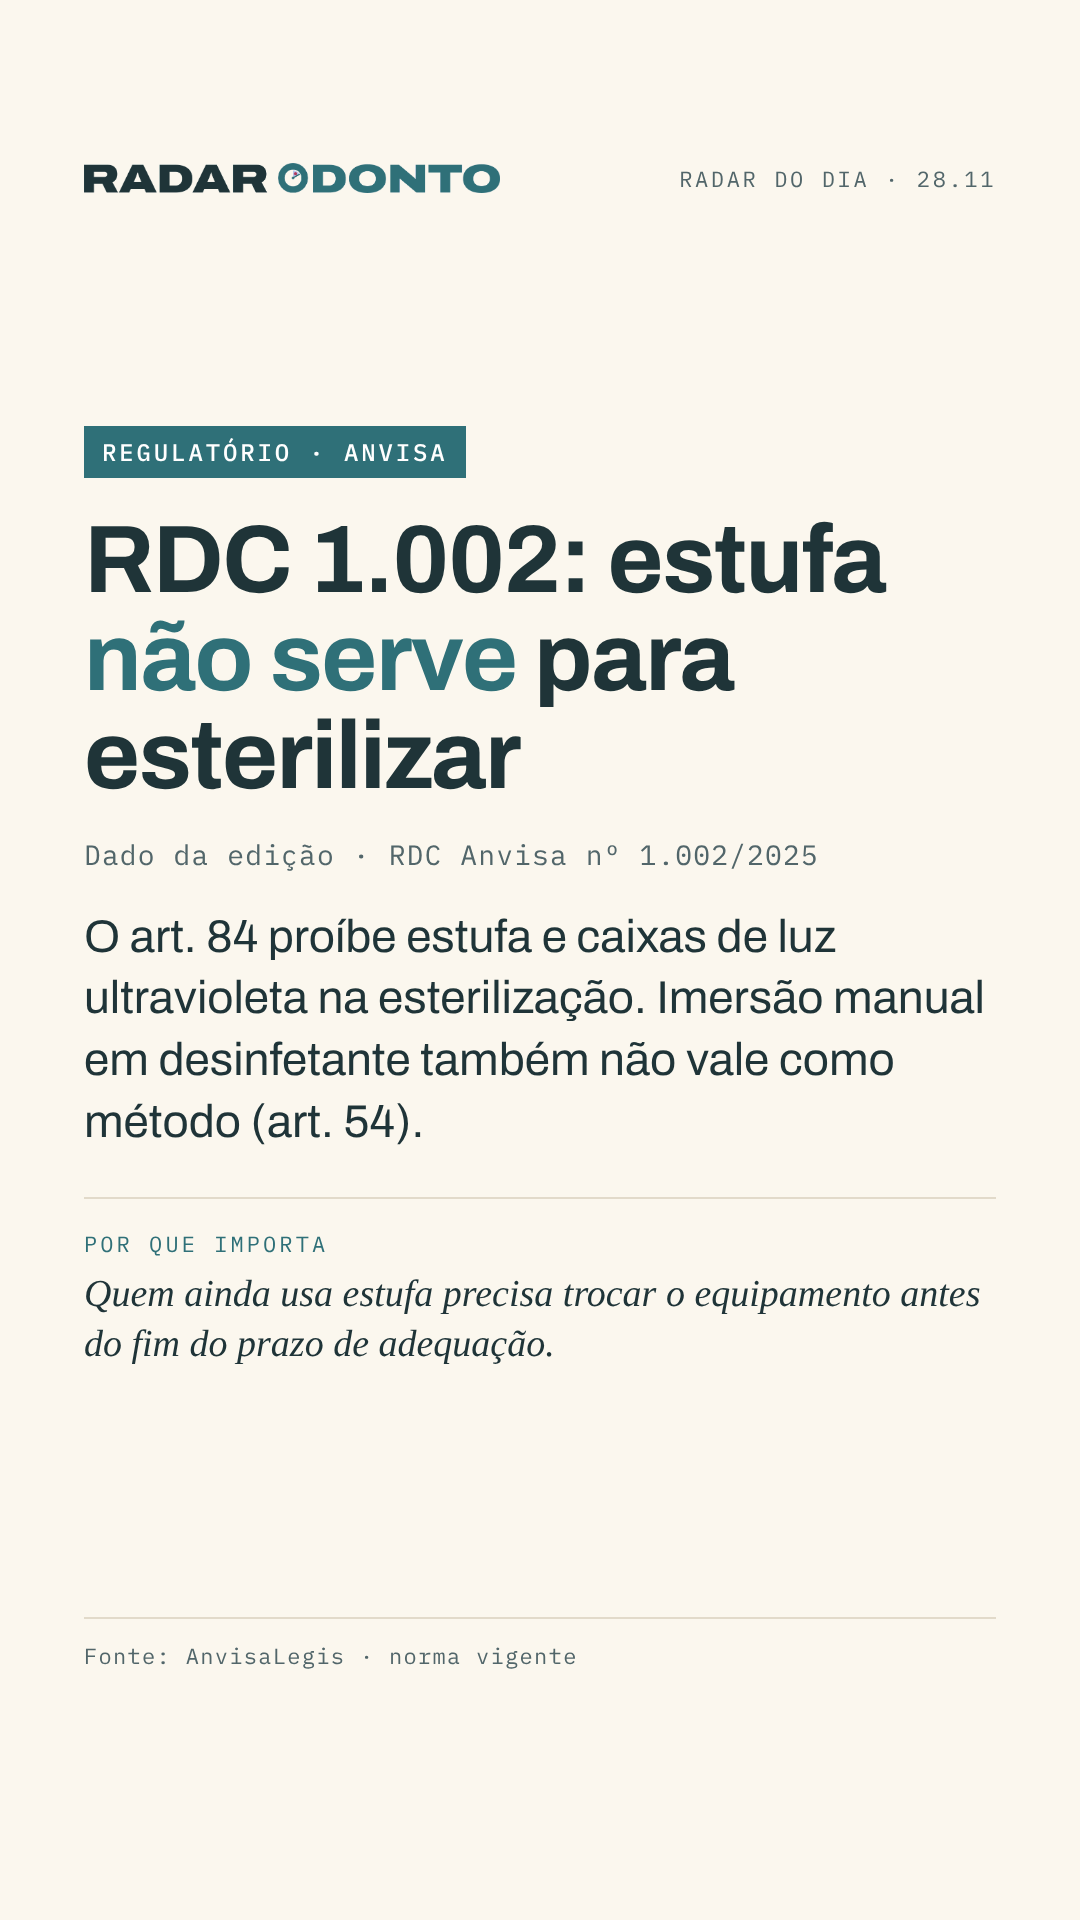 RADAR ODONTO
RADAR DO DIA · 28.11
REGULATÓRIO · ANVISA
RDC 1.002: estufa
não serve para
esterilizar
Dado da edição · RDC Anvisa nº 1.002/2025
O art. 84 proíbe estufa e caixas de luz
ultravioleta na esterilização. Imersão manual
em desinfetante também não vale como
método (art. 54).
POR QUE IMPORTA
Quem ainda usa estufa precisa trocar o equipamento antes
do fim do prazo de adequação.
Fonte: AnvisaLegis · norma vigente